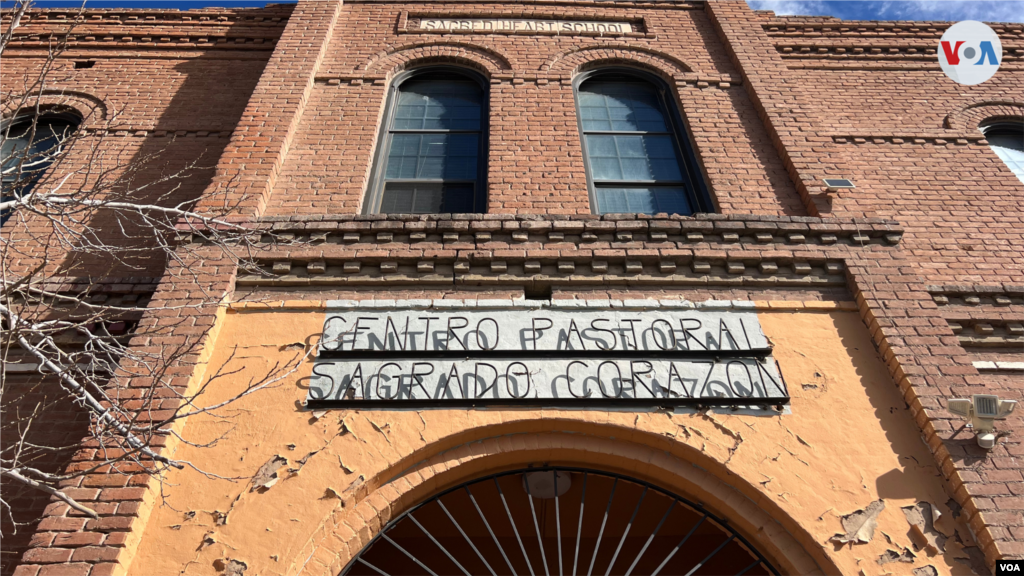 SACRED HEART SCHOOL
VOA
CENTRO PASTORAL
SAGRADO CORAZON
VOA